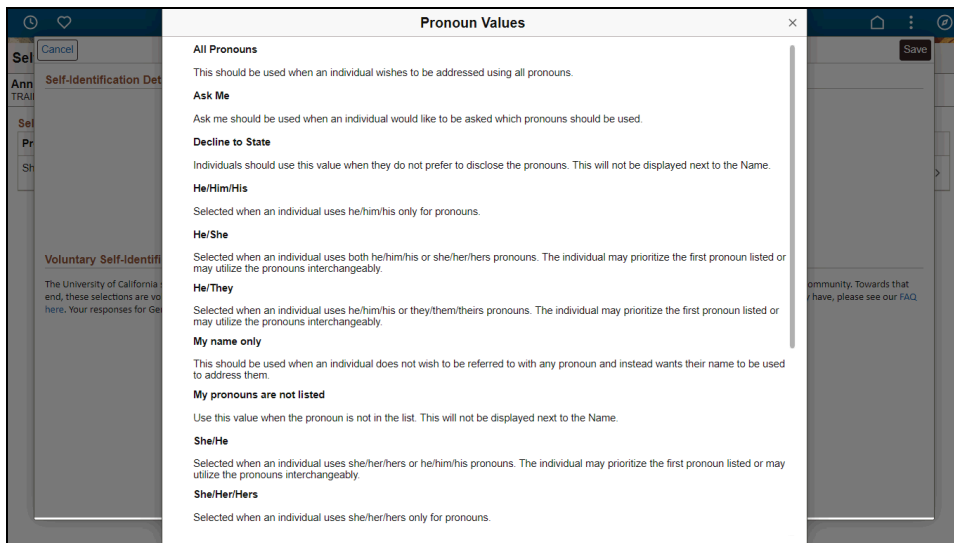 Pronoun Values
Cancel
Save
Sel
Self-Identification Det
Ann
TRAI
Sel
Pr
Sh
All Pronouns
This should be used when an individual wishes to be addressed using all pronouns.
Ask Me
Ask me should be used when an individual would like to be asked which pronouns should be used.
Decline to State
Individuals should use this value when they do not prefer to disclose the pronouns. This will not be displayed next to the Name.
He/Him/His
Selected when an individual uses he/him/his only for pronouns.
He/She
Selected when an individual uses both he/him/his or she/her/hers pronouns. The individual may prioritize the first pronoun listed or
may utilize the pronouns interchangeably.
He/They
Selected when an individual uses he/him/his or they/them/theirs pronouns. The individual may prioritize the first pronoun listed or
may utilize the pronouns interchangeably.
My name only
This should be used when an individual does not wish to be referred to with any pronoun and instead wants their name to be used
to address them.
My pronouns are not listed
Use this value when the pronoun is not in the list. This will not be displayed next to the Name.
She/He
Selected when an individual uses she/her/hers or he/him/his pronouns. The individual may prioritize the first pronoun listed or may
utilize the pronouns interchangeably.
She/Her/Hers
Selected when an individual uses she/her/hers only for pronouns.
Voluntary Self-Identifi
The University of California
ommunity. Towards that
end, these selections are vo
have, please see our FAQ
here. Your responses for Ge